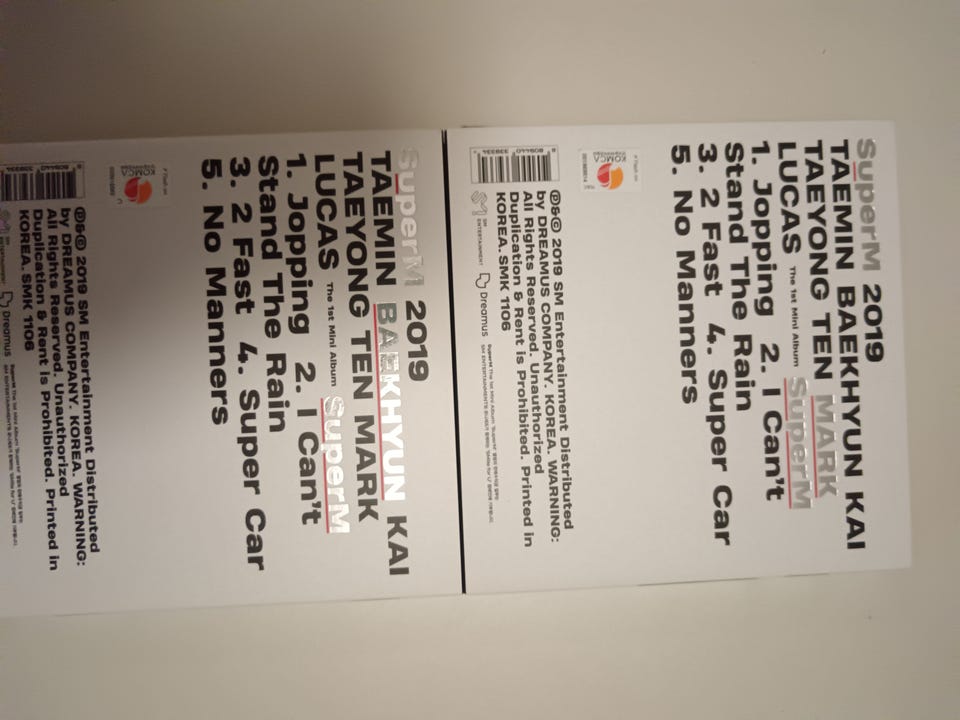 SuperM 2019
TAEMIN BAEKHYUN KAI
TAEYONG TEN MARK
LUCAS The 1st Mini Album SuperM
1. Jopping 2. I Can't
Stand The Rain
3. 2 Fast 4. Super Car
5. No Manners
KOMCA
℗&© 2019 SM Entertainment Distributed
by DREAMUS COMPANY. KOREA. WARNING:
All Rights Reserved. Unauthorized
Duplication & Rent is Prohibited. Printed in
KOREA. SMK 1106
SM
ENTERTAINMENT
Dreamus
SuperM 2019
TAEMIN BAEKHYUN KAI
TAEYONG TEN MARK
LUCAS The 1st Mini Album SuperM
1. Jopping 2. I Can't
Stand The Rain
3. 2 Fast 4. Super Car
5. No Manners
KOMCA
℗&© 2019 SM Entertainment Distributed
by DREAMUS COMPANY. KOREA. WARNING:
All Rights Reserved. Unauthorized
Duplication & Rent is Prohibited. Printed in
KOREA. SMK 1106
SM
ENTERTAINMENT
Dreamus